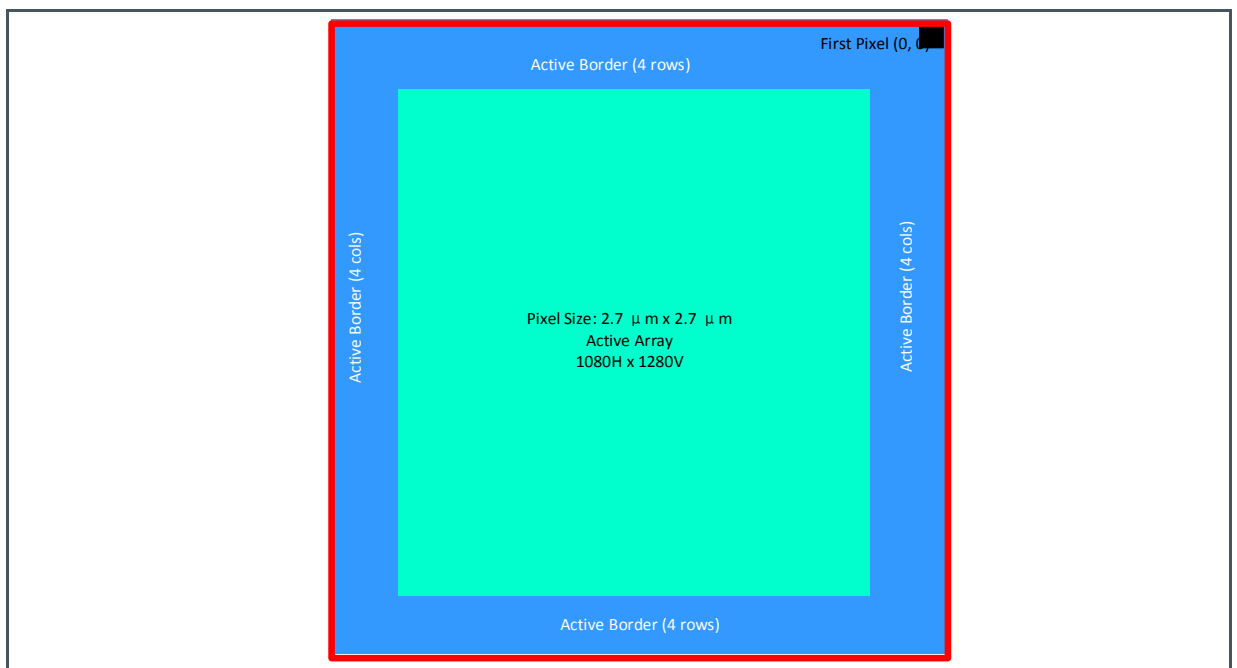 First Pixel (0, 0)
Active Border (4 rows)
Active Border (4 cols)
Active Border (4 cols)
Pixel Size: 2.7 μm x 2.7 μm
Active Array
1080H x 1280V
Active Border (4 rows)